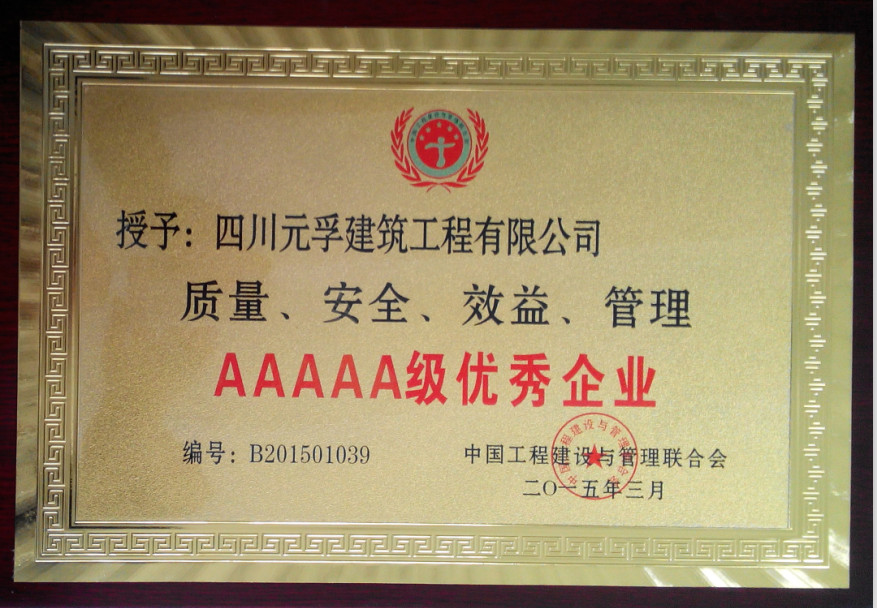 授予：四川元孚建筑工程有限公司
质量、安全、效益、管理
AAAAA级优秀企业
编号：B201501039
中国工程建设与管理联合会
二〇一五年三月